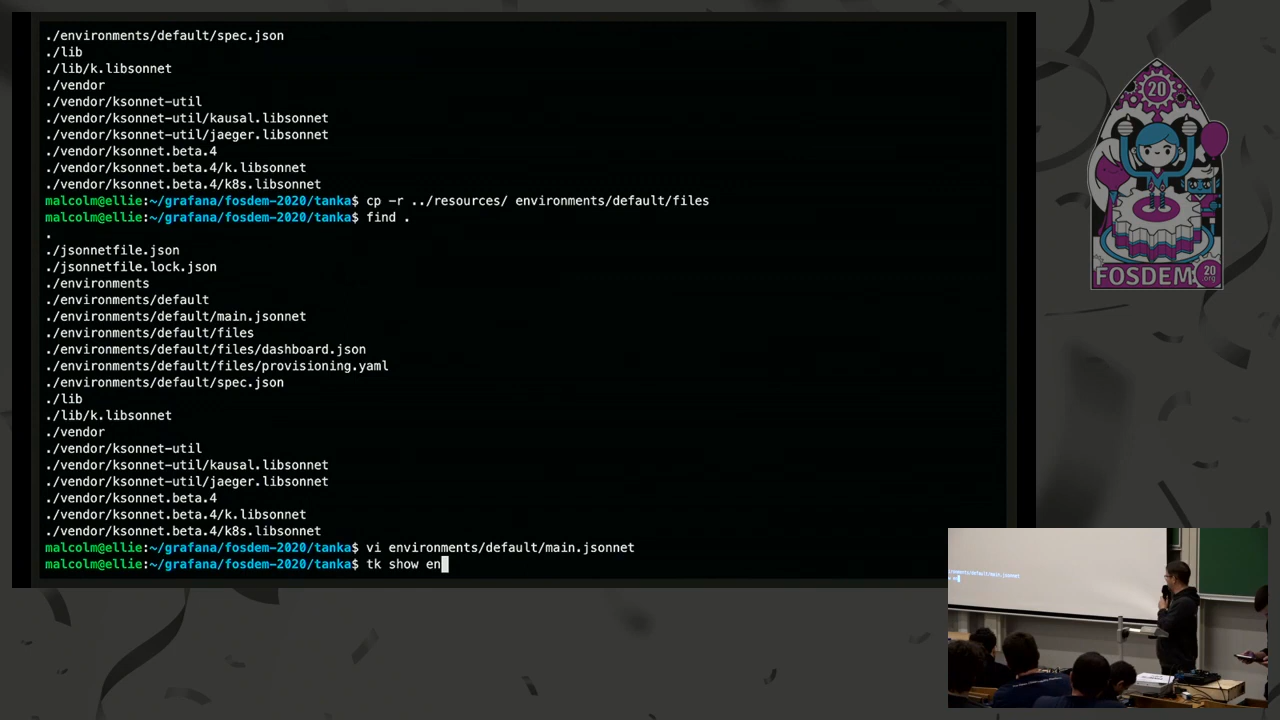 ./environments/default/spec.json
./lib
./lib/k.libsonnet
./vendor
./vendor/ksonnet-util
./vendor/ksonnet-util/kausal.libsonnet
./vendor/ksonnet-util/jaeger.libsonnet
./vendor/ksonnet.beta.4
./vendor/ksonnet.beta.4/k.libsonnet
./vendor/ksonnet.beta.4/k8s.libsonnet
malcolm@ellie:~/grafana/fosdem-2020/tanka$ cp -r ../resources/ environments/default/files
malcolm@ellie:~/grafana/fosdem-2020/tanka$ find .
.
./jsonnetfile.json
./jsonnetfile.lock.json
./environments
./environments/default
./environments/default/main.jsonnet
./environments/default/files
./environments/default/files/dashboard.json
./environments/default/files/provisioning.yaml
./environments/default/spec.json
./lib
./lib/k.libsonnet
./vendor
./vendor/ksonnet-util
./vendor/ksonnet-util/kausal.libsonnet
./vendor/ksonnet-util/jaeger.libsonnet
./vendor/ksonnet.beta.4
./vendor/ksonnet.beta.4/k.libsonnet
./vendor/ksonnet.beta.4/k8s.libsonnet
malcolm@ellie:~/grafana/fosdem-2020/tanka$ vi environments/default/main.jsonnet
malcolm@ellie:~/grafana/fosdem-2020/tanka$ tk show en
20
FOSDEM
20
.org